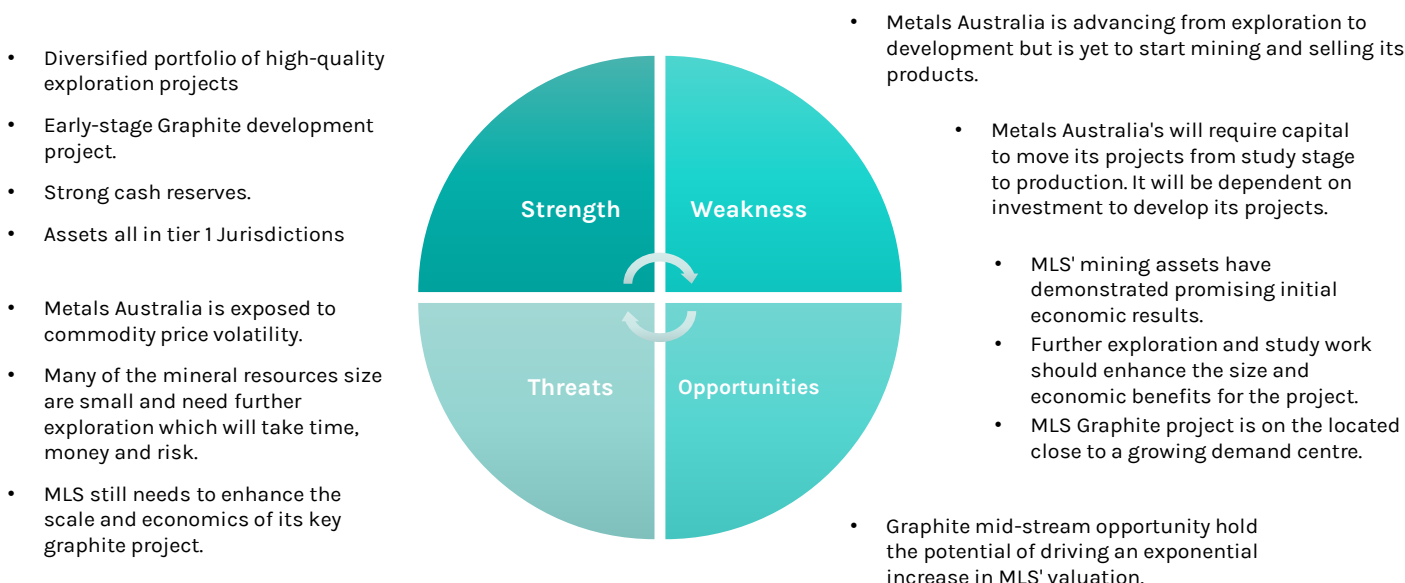 • Diversified portfolio of high-quality
exploration projects
• Early-stage Graphite development
project.
• Strong cash reserves.
• Assets all in tier 1 Jurisdictions
Strength
Weakness
• Metals Australia is advancing from exploration to
development but is yet to start mining and selling its
products.
• Metals Australia's will require capital
to move its projects from study stage
to production. It will be dependent on
investment to develop its projects.
• Metals Australia is exposed to
commodity price volatility.
• Many of the mineral resources size
are small and need further
exploration which will take time,
money and risk.
• MLS still needs to enhance the
scale and economics of its key
graphite project.
Threats
Opportunities
• MLS' mining assets have
demonstrated promising initial
economic results.
• Further exploration and study work
should enhance the size and
economic benefits for the project.
• MLS Graphite project is on the located
close to a growing demand centre.
• Graphite mid-stream opportunity hold
the potential of driving an exponential
increase in MLS' valuation.